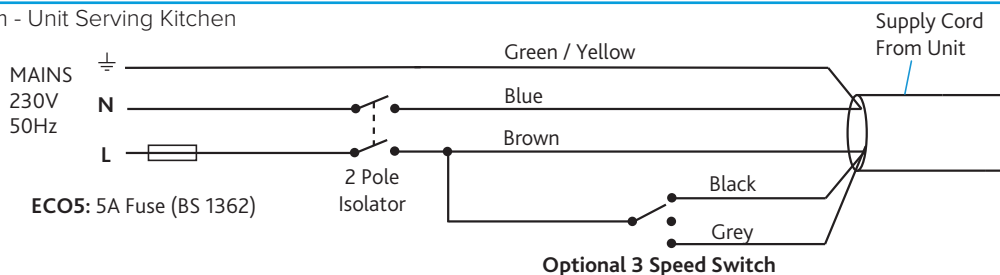 - Unit Serving Kitchen
Supply Cord
From Unit
Green / Yellow
MAINS
230V
50Hz
N
Blue
L
Brown
2 Pole
Isolator
ECO5: 5A Fuse (BS 1362)
Black
Grey
Optional 3 Speed Switch